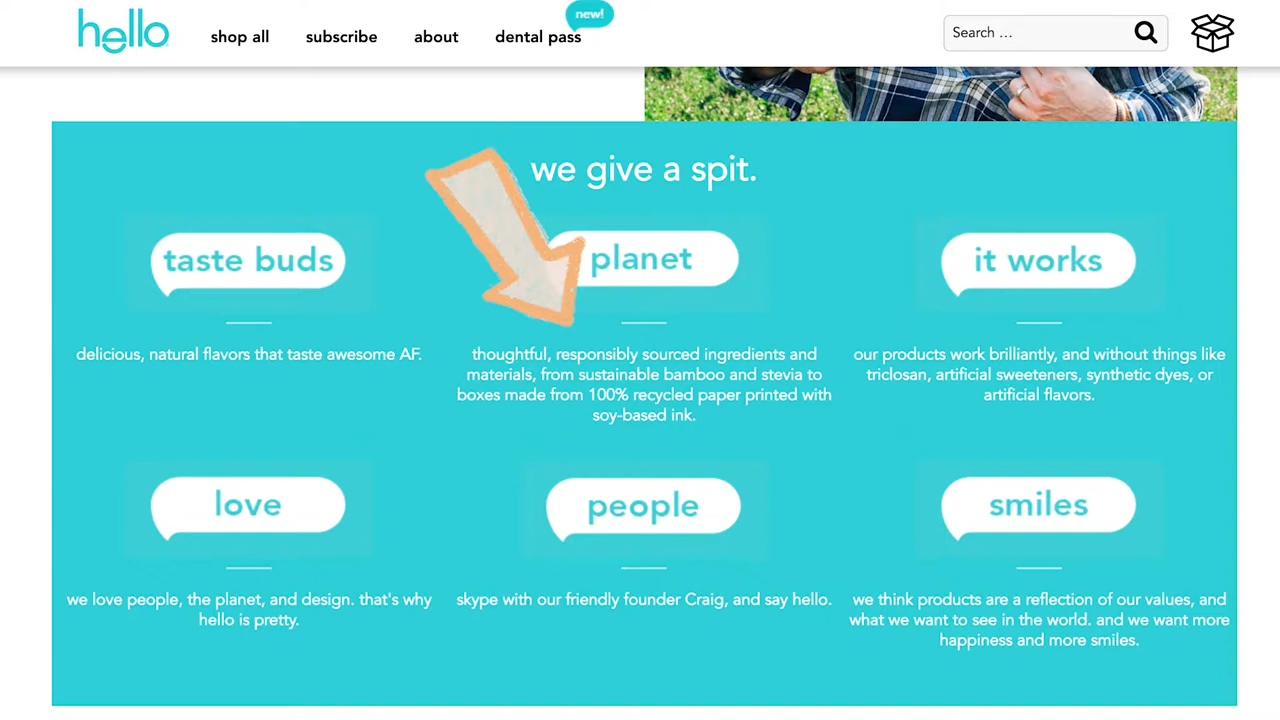 hello
shop all
subscribe
about
dental pass
new!
Search ...
we give a spit.
taste buds
delicious, natural flavors that taste awesome AF.
planet
thoughtful, responsibly sourced ingredients and
materials, from sustainable bamboo and stevia to
boxes made from 100% recycled paper printed with
soy-based ink.
it works
our products work brilliantly, and without things like
triclosan, artificial sweeteners, synthetic dyes, or
artificial flavors.
love
we love people, the planet, and design. that's why
hello is pretty.
people
skype with our friendly founder Craig, and say hello.
smiles
we think products are a reflection of our values, and
what we want to see in the world. and we want more
happiness and more smiles.